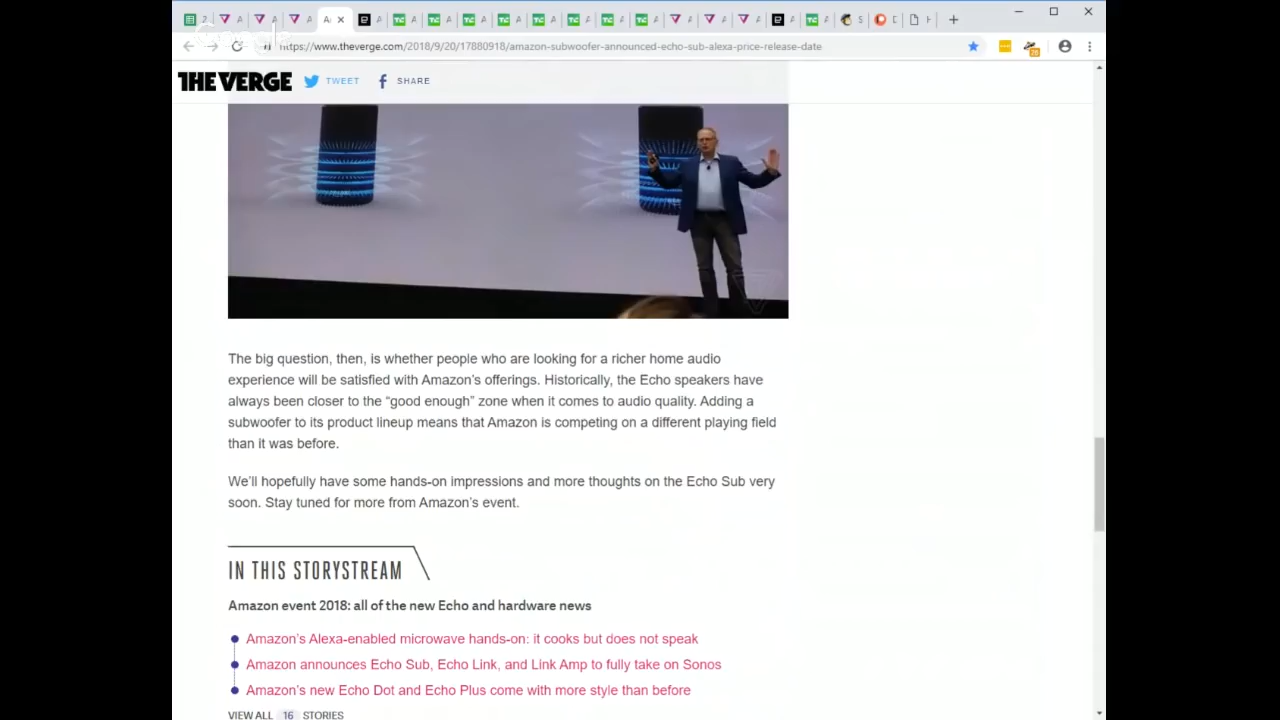 https://www.theverge.com/2018/9/20/17880918/amazon-subwoofer-announced-echo-sub-alexa-price-release-date
THE VERGE TWEET SHARE
The big question, then, is whether people who are looking for a richer home audio
experience will be satisfied with Amazon's offerings. Historically, the Echo speakers have
always been closer to the “good enough” zone when it comes to audio quality. Adding a
subwoofer to its product lineup means that Amazon is competing on a different playing field
than it was before.
We'll hopefully have some hands-on impressions and more thoughts on the Echo Sub very
soon. Stay tuned for more from Amazon's event.
IN THIS STORYSTREAM
Amazon event 2018: all of the new Echo and hardware news
Amazon's Alexa-enabled microwave hands-on: it cooks but does not speak
Amazon announces Echo Sub, Echo Link, and Link Amp to fully take on Sonos
Amazon's new Echo Dot and Echo Plus come with more style than before
VIEW ALL 16 STORIES